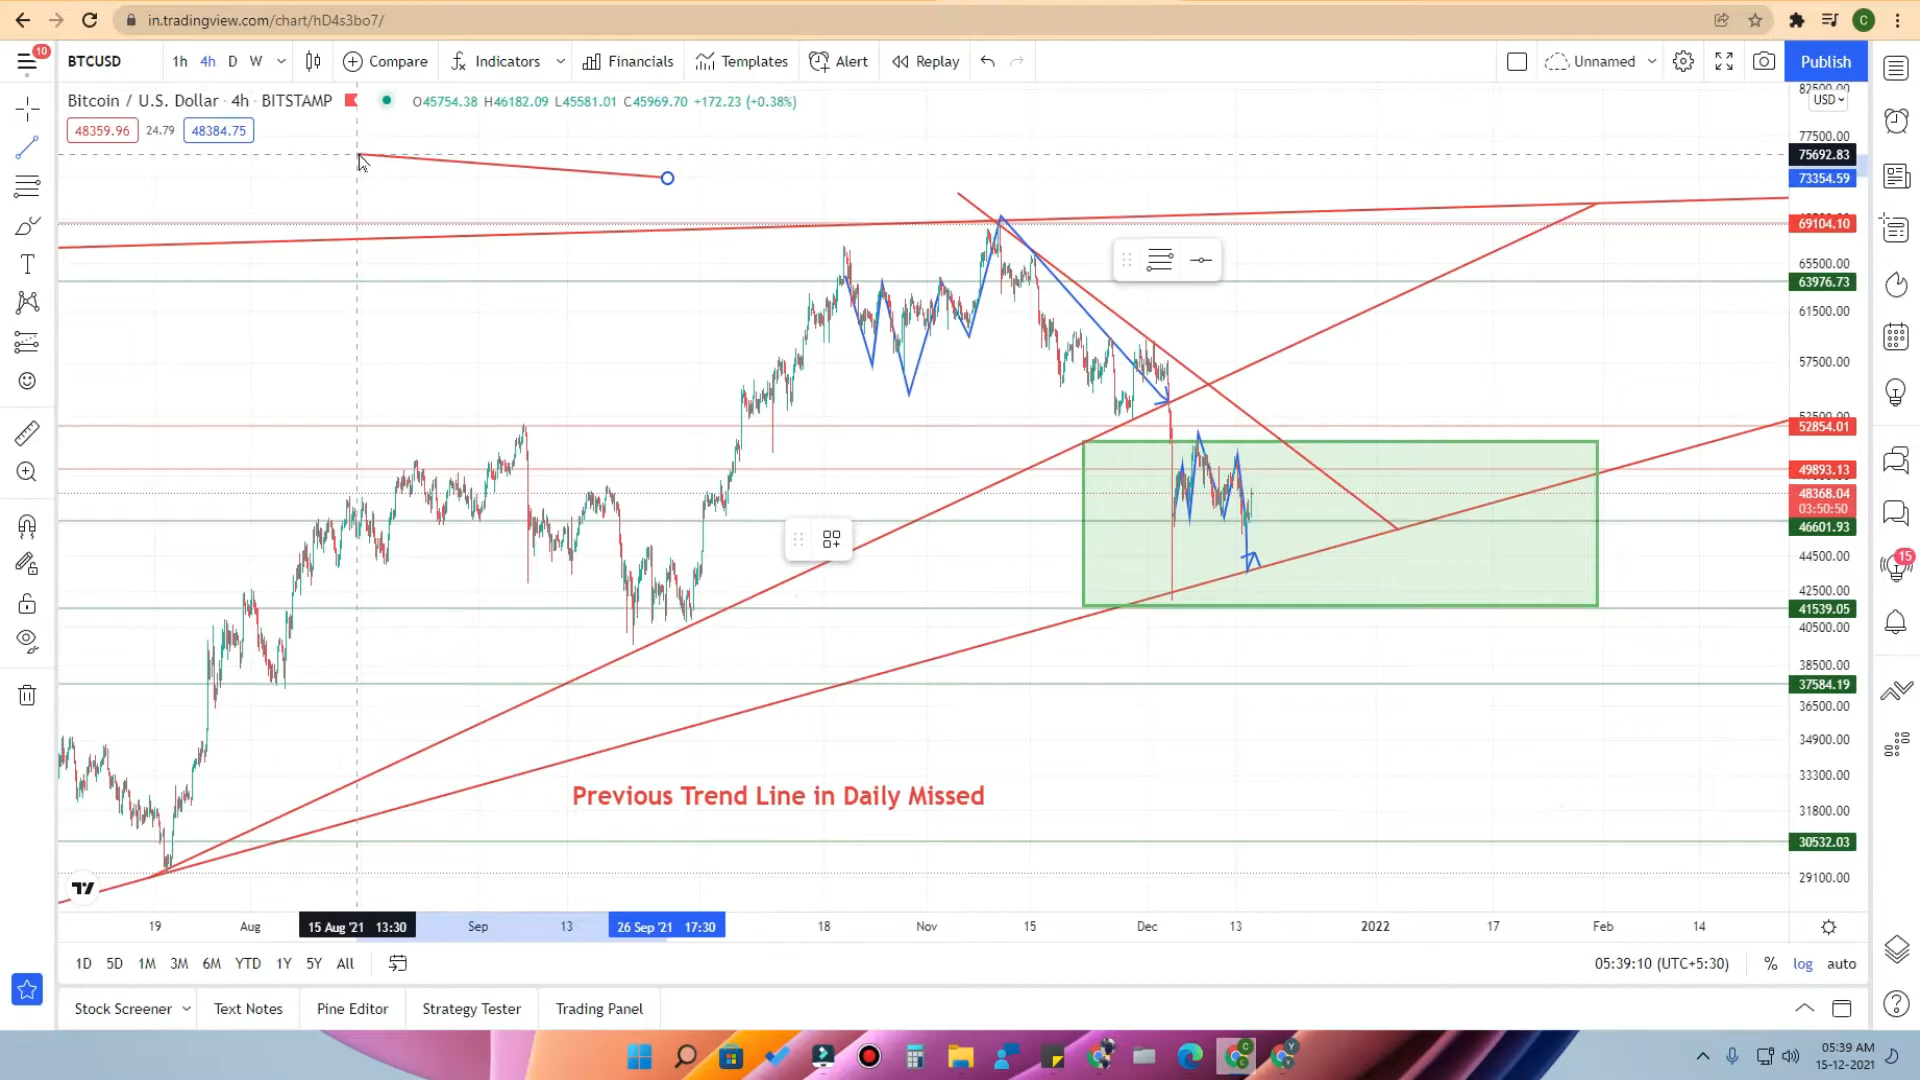 in.tradingview.com/chart/hD4s3bo7/
C
10
BTCUSD
1h 4h D W
Compare
Indicators
Financials
Templates
Alert
Replay
Unnamed
Publish
Bitcoin / U.S. Dollar · 4h · BITSTAMP
O45754.38 H46182.09 L45581.01 C45969.70 +172.23 (+0.38%)
48359.96 24.79 48384.75
USD
77500.00
75692.83
73354.59
69104.10
65500.00
63976.73
61500.00
57500.00
52854.01
49893.13
48368.04
03:50:50
46601.93
44500.00
42500.00
41539.05
40500.00
38500.00
37584.19
36500.00
34900.00
33300.00
31800.00
30532.03
29100.00
15
Previous Trend Line in Daily Missed
19 Aug 15 Aug '21 13:30 Sep 13 26 Sep '21 17:30 18 Nov 15 Dec 13 2022 17 Feb 14
1D 5D 1M 3M 6M YTD 1Y 5Y All
05:39:10 (UTC+5:30) % log auto
Stock Screener Text Notes Pine Editor Strategy Tester Trading Panel
05:39 AM
15-12-2021